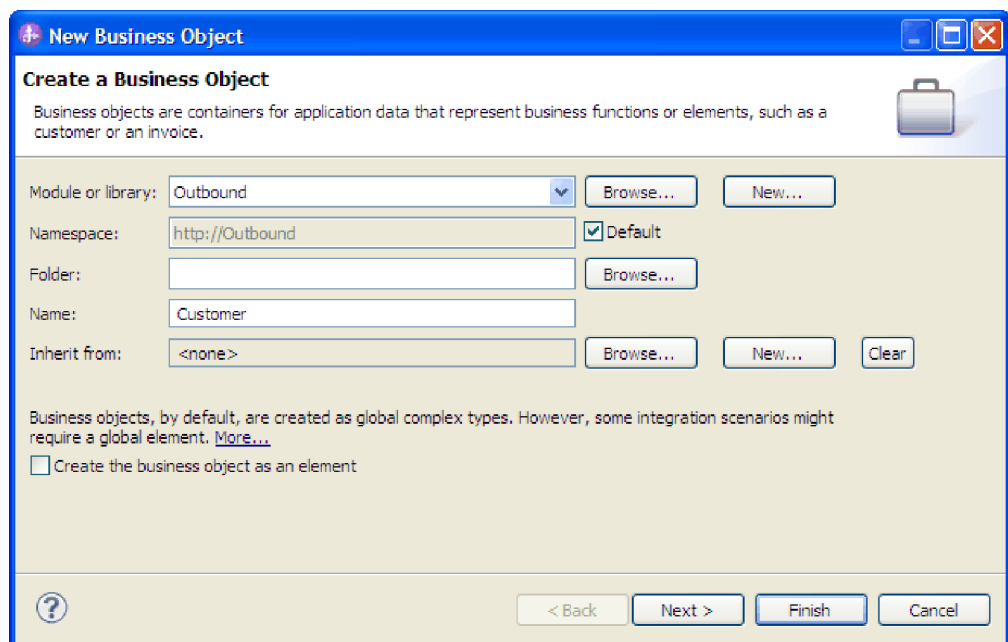 New Business Object
Create a Business Object
Business objects are containers for application data that represent business functions or elements, such as a
customer or an invoice.
Module or library: Outbound Browse... New...
Namespace: http://Outbound Default
Folder: Browse...
Name: Customer
Inherit from: <none> Browse... New... Clear
Business objects, by default, are created as global complex types. However, some integration scenarios might
require a global element. More...
Create the business object as an element
? < Back Next > Finish Cancel